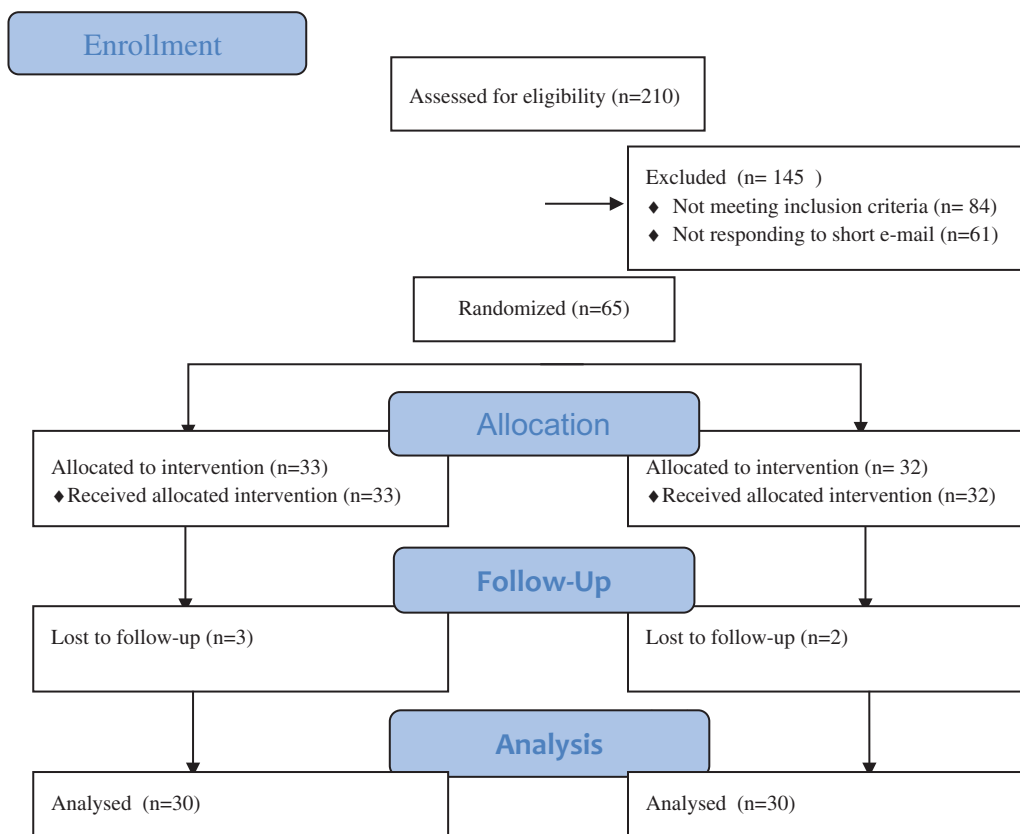 Enrollment
Assessed for eligibility (n=210)
Excluded (n= 145 )
♦ Not meeting inclusion criteria (n= 84)
♦ Not responding to short e-mail (n=61)
Randomized (n=65)
Allocation
Allocated to intervention (n=33)
♦Received allocated intervention (n=33)
Allocated to intervention (n= 32)
♦Received allocated intervention (n=32)
Follow-Up
Lost to follow-up (n=3)
Lost to follow-up (n=2)
Analysis
Analysed (n=30)
Analysed (n=30)